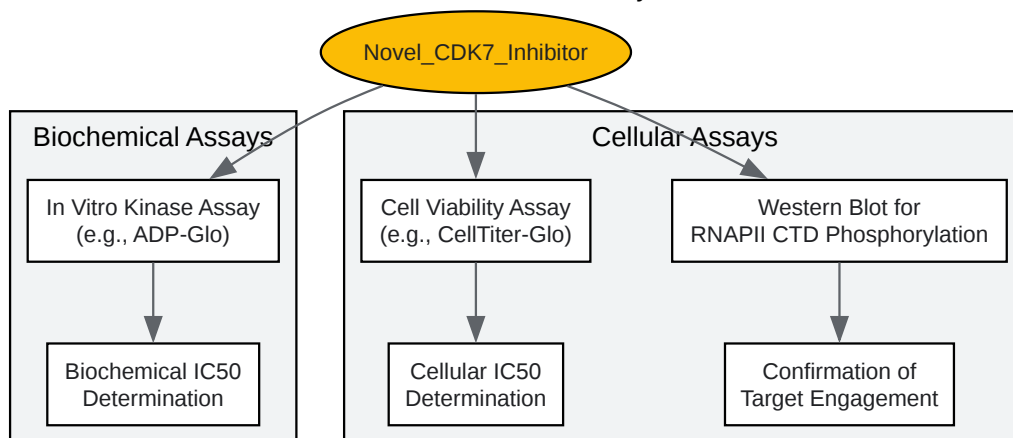 Novel_CDK7_Inhibitor
Biochemical Assays
Cellular Assays
In Vitro Kinase Assay
(e.g., ADP-Glo)
Cell Viability Assay
(e.g., CellTiter-Glo)
Western Blot for
RNAPII CTD Phosphorylation
Biochemical IC50
Determination
Cellular IC50
Determination
Confirmation of
Target Engagement